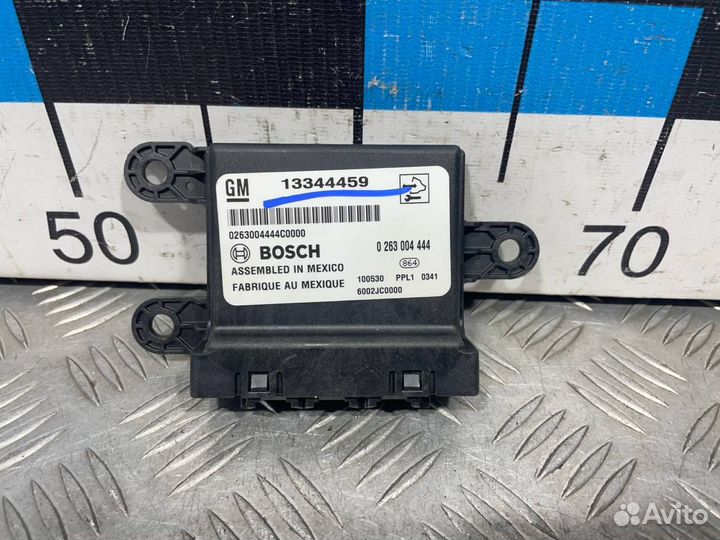 50
70
GM 13344459
0263004444C0000
BOSCH 0 263 004 444
ASSEMBLED IN MEXICO 864
FABRIQUE AU MEXIQUE 100530 PPL1 0341
6002JC0000
Avito